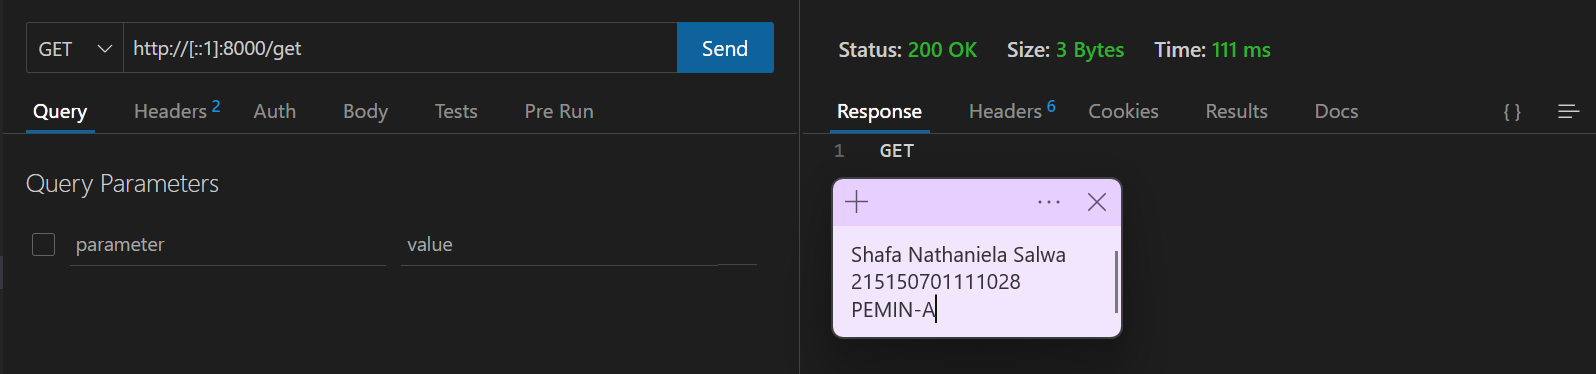 GET http://[::1]:8000/get Send
Query Headers 2 Auth Body Tests Pre Run
Query Parameters
parameter value
Status: 200 OK Size: 3 Bytes Time: 111 ms
Response Headers 6 Cookies Results Docs { }
1 GET
Shafa Nathaniela Salwa
215150701111028
PEMIN-A